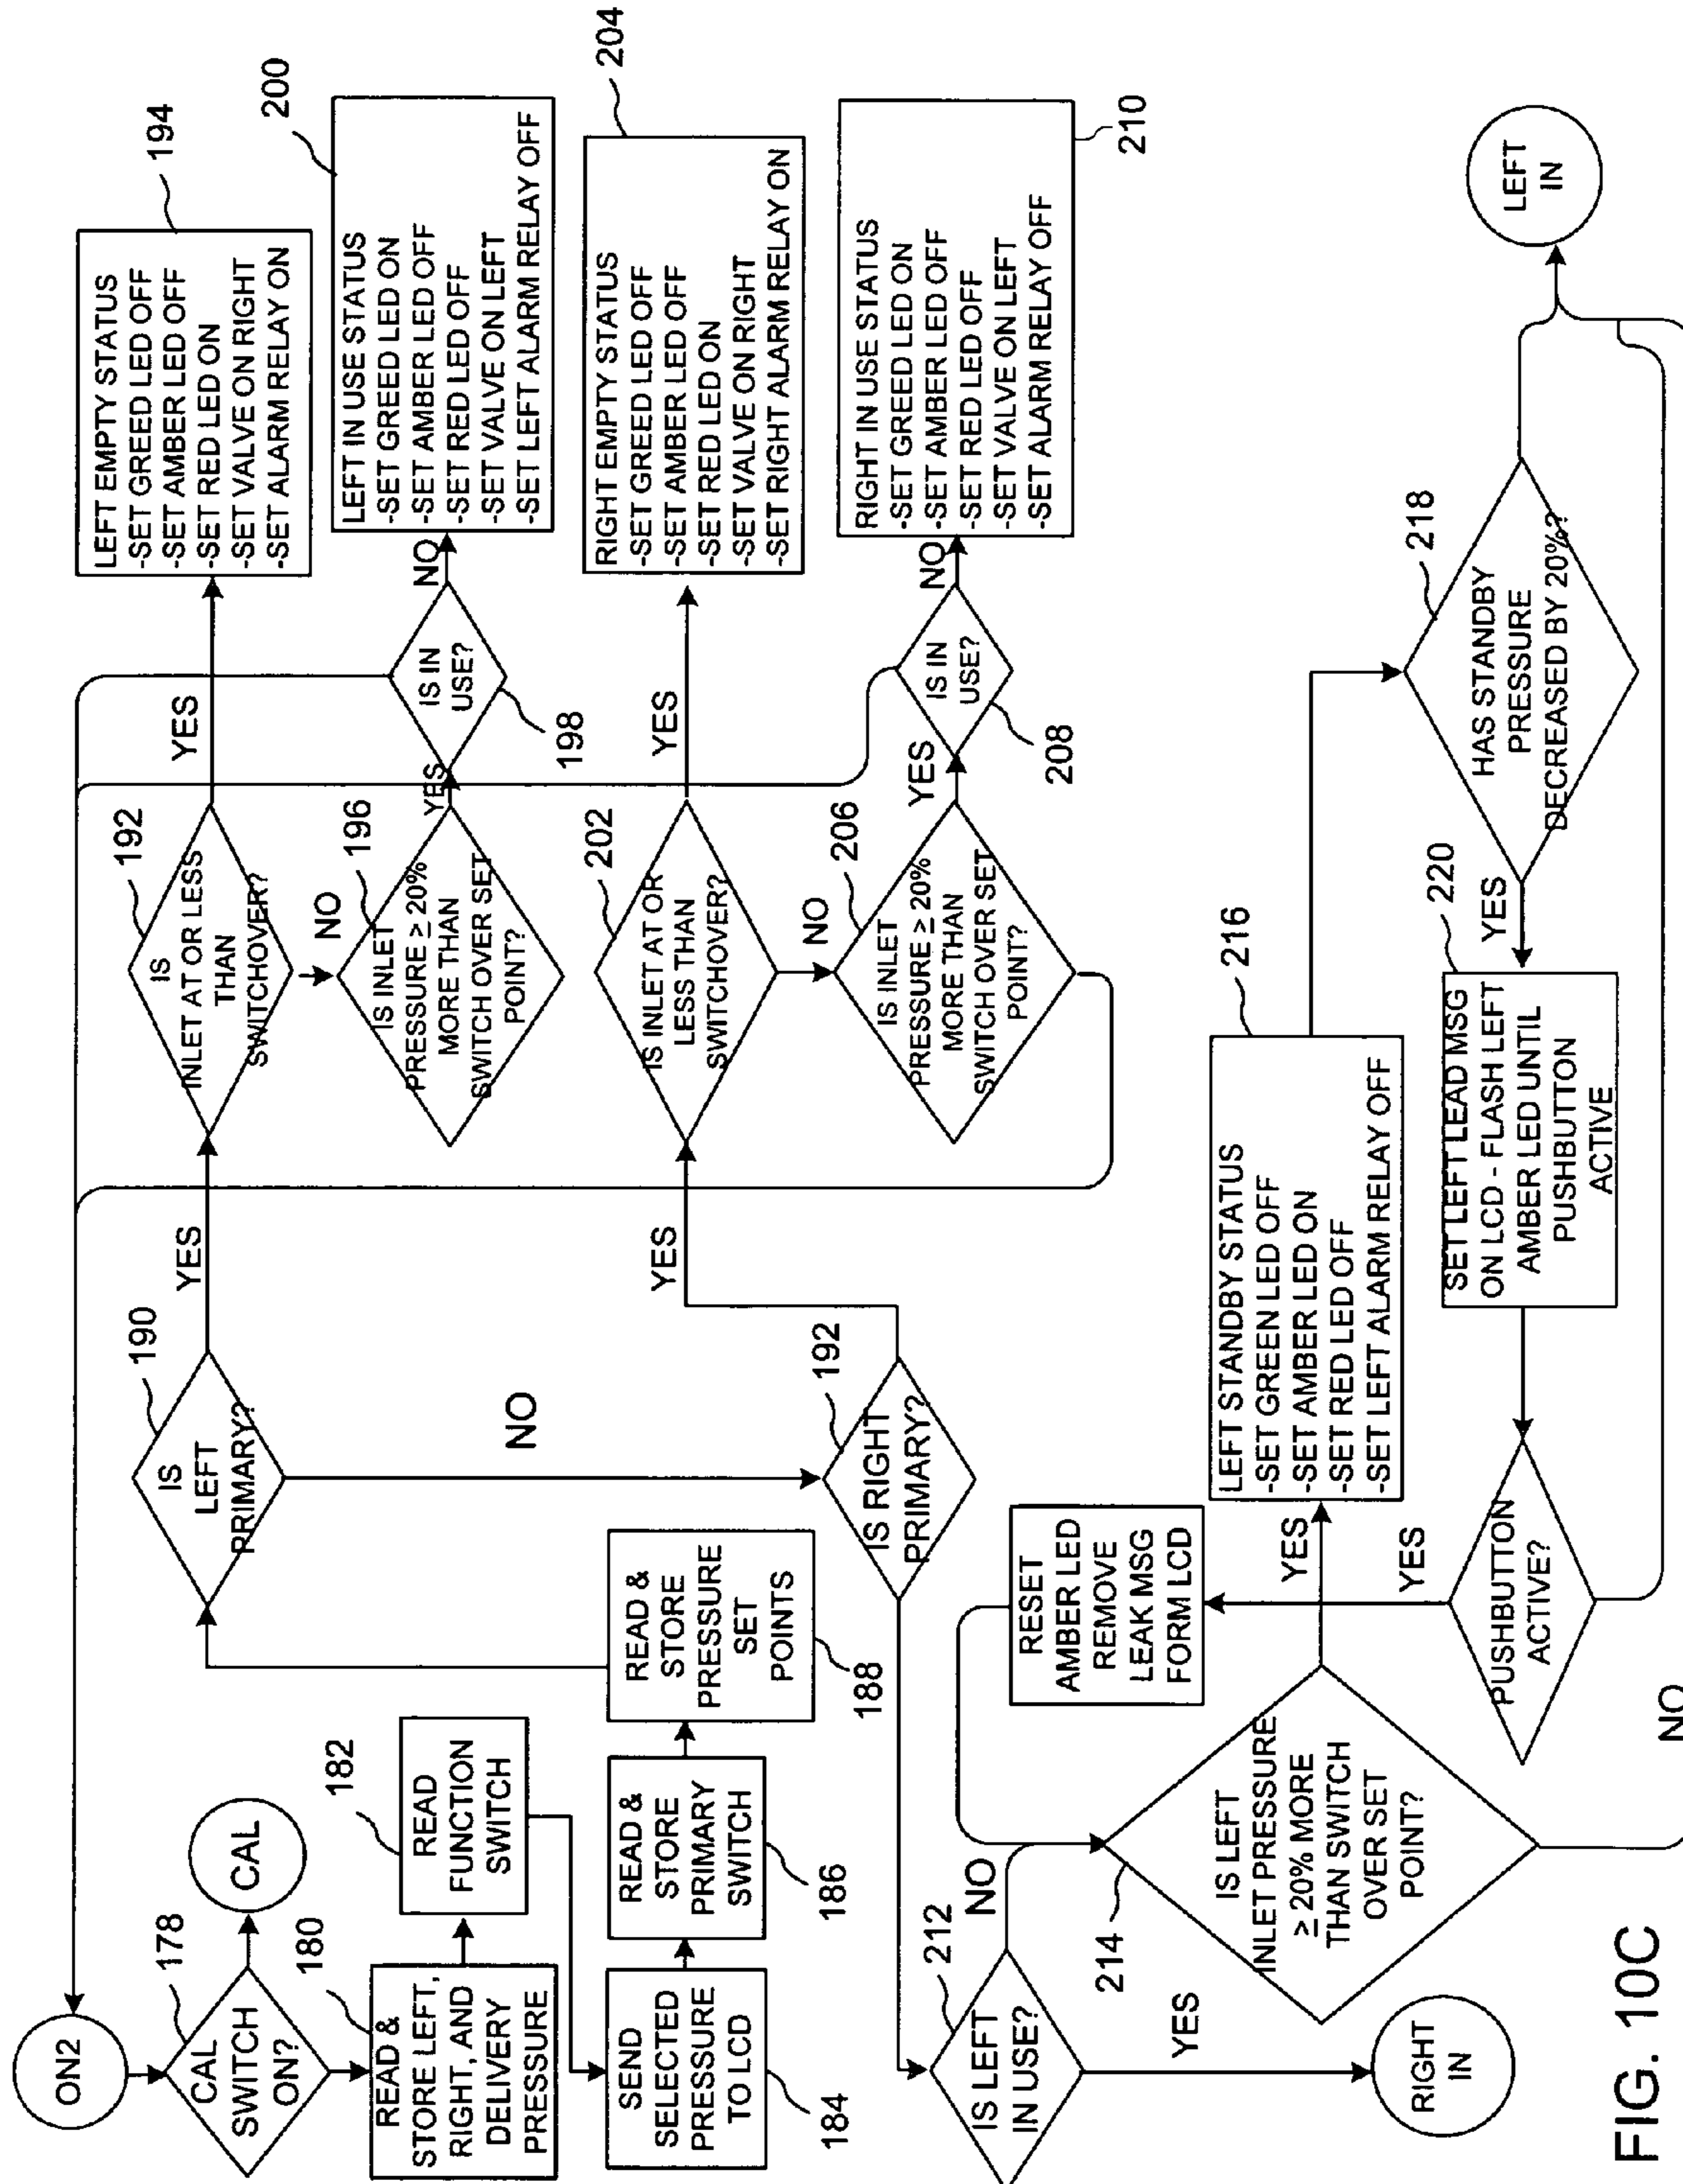 ON2
178
CAL
SWITCH
ON?
CAL
180
READ &
STORE LEFT,
RIGHT, AND
DELIVERY
PRESSURE
182
READ
FUNCTION
SWITCH
SEND
SELECTED
PRESSURE
TO LCD
184
READ &
STORE
PRIMARY
SWITCH
186
READ &
STORE
PRESSURE
SET
POINTS
188
190
IS
LEFT
PRIMARY?
YES
NO
192
IS
INLET AT OR LESS
THAN
SWITCHOVER?
YES
NO
194
LEFT EMPTY STATUS
-SET GREED LED OFF
-SET AMBER LED OFF
-SET RED LED ON
-SET VALVE ON RIGHT
-SET ALARM RELAY ON
196
IS INLET
PRESSURE ≥ 20%
MORE THAN
SWITCH OVER SET
POINT?
YES
IS IN
USE?
198
NO
200
LEFT IN USE STATUS
-SET GREED LED ON
-SET AMBER LED OFF
-SET RED LED OFF
-SET VALVE ON LEFT
-SET LEFT ALARM RELAY OFF
192
IS RIGHT
PRIMARY?
YES
202
IS INLET AT OR
LESS THAN
SWITCHOVER?
YES
NO
204
RIGHT EMPTY STATUS
-SET GREED LED OFF
-SET AMBER LED OFF
-SET RED LED ON
-SET VALVE ON RIGHT
-SET RIGHT ALARM RELAY ON
206
IS INLET
PRESSURE ≥ 20%
MORE THAN
SWITCH OVER SET
POINT?
YES
IS IN
USE?
208
NO
RIGHT IN USE STATUS
-SET GREED LED ON
-SET AMBER LED OFF
-SET RED LED OFF
-SET VALVE ON LEFT
-SET ALARM RELAY OFF
210
212
IS LEFT
IN USE?
NO
YES
RIGHT
IN
214
IS LEFT
INLET PRESSURE
≥ 20% MORE
THAN SWITCH
OVER SET
POINT?
YES
NO
RESET
AMBER LED
REMOVE
LEAK MSG
FORM LCD
216
LEFT STANDBY STATUS
-SET GREEN LED OFF
-SET AMBER LED ON
-SET RED LED OFF
-SET LEFT ALARM RELAY OFF
218
HAS STANDBY
PRESSURE
DECREASED BY 20%?
YES
220
SET LEFT LEAD MSG
ON LCD - FLASH LEFT
AMBER LED UNTIL
PUSHBUTTON
ACTIVE
PUSHBUTTON
ACTIVE?
YES
LEFT
IN
FIG. 10C